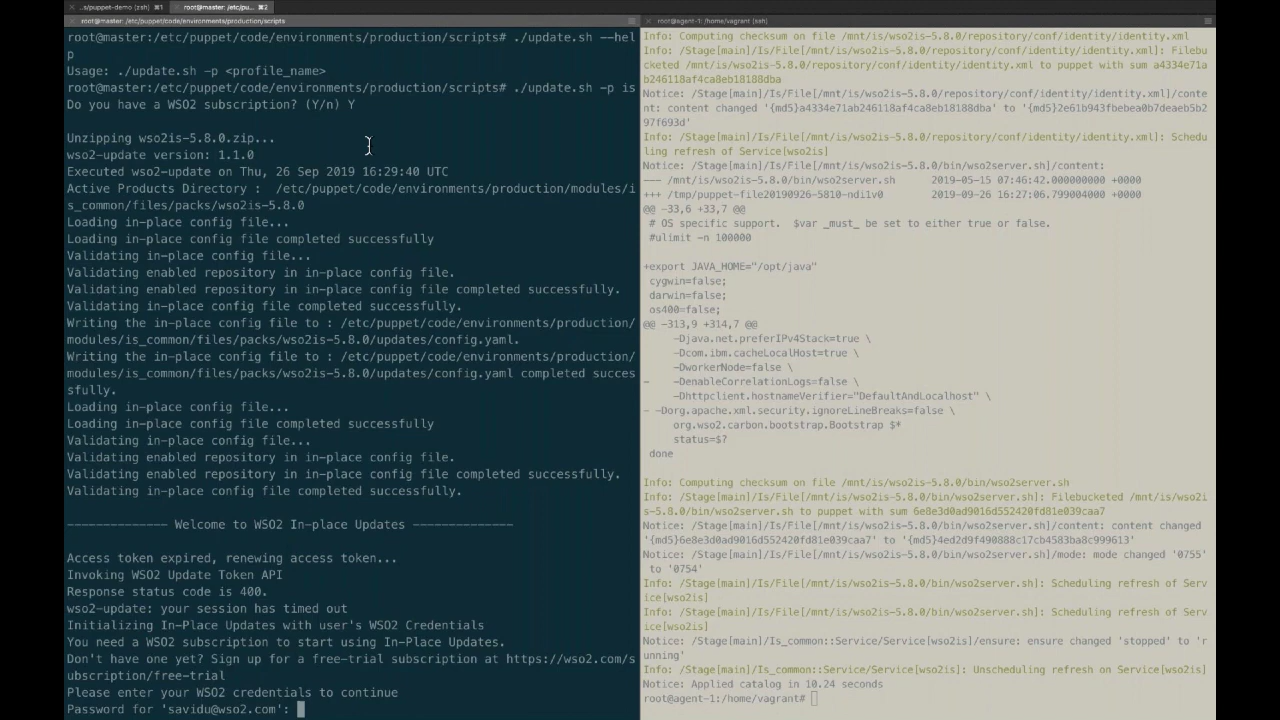 ..s/puppet-demo (zsh) ⌘1
root@master: /etc/pu... ⌘2
root@master: /etc/puppet/code/environments/production/scripts
root@master:/etc/puppet/code/environments/production/scripts# ./update.sh --hel
p
Usage: ./update.sh -p <profile_name>
root@master:/etc/puppet/code/environments/production/scripts# ./update.sh -p is
Do you have a WSO2 subscription? (Y/n) Y
Unzipping wso2is-5.8.0.zip...
wso2-update version: 1.1.0
Executed wso2-update on Thu, 26 Sep 2019 16:29:40 UTC
Active Products Directory :  /etc/puppet/code/environments/production/modules/i
s_common/files/packs/wso2is-5.8.0
Loading in-place config file...
Loading in-place config file completed successfully
Validating in-place config file...
Validating enabled repository in in-place config file.
Validating enabled repository in in-place config file completed successfully.
Validating in-place config file completed successfully.
Writing the in-place config file to : /etc/puppet/code/environments/production/
modules/is_common/files/packs/wso2is-5.8.0/updates/config.yaml.
Writing the in-place config file to : /etc/puppet/code/environments/production/
modules/is_common/files/packs/wso2is-5.8.0/updates/config.yaml completed succes
sfully.
Loading in-place config file...
Loading in-place config file completed successfully
Validating in-place config file...
Validating enabled repository in in-place config file.
Validating enabled repository in in-place config file completed successfully.
Validating in-place config file completed successfully.
-------------- Welcome to WSO2 In-place Updates --------------
Access token expired, renewing access token...
Invoking WSO2 Update Token API
Response status code is 400.
wso2-update: your session has timed out
Initializing In-Place Updates with user's WSO2 Credentials
You need a WSO2 subscription to start using In-Place Updates.
Don't have one yet? Sign up for a free-trial subscription at https://wso2.com/s
ubscription/free-trial
Please enter your WSO2 credentials to continue
Password for 'savidu@wso2.com':
root@agent-1: /home/vagrant (ssh)
Info: Computing checksum on file /mnt/is/wso2is-5.8.0/repository/conf/identity/identity.xml
Info: /Stage[main]/Is/File[/mnt/is/wso2is-5.8.0/repository/conf/identity/identity.xml]: Filebu
cketed /mnt/is/wso2is-5.8.0/repository/conf/identity/identity.xml to puppet with sum a4334e71a
b246118af4ca8eb18188dba
Notice: /Stage[main]/Is/File[/mnt/is/wso2is-5.8.0/repository/conf/identity/identity.xml]/conte
nt: content changed '{md5}a4334e71ab246118af4ca8eb18188dba' to '{md5}2e61b943fbebea0b7deaeb5b2
97f693d'
Info: /Stage[main]/Is/File[/mnt/is/wso2is-5.8.0/repository/conf/identity/identity.xml]: Schedu
ling refresh of Service[wso2is]
Notice: /Stage[main]/Is/File[/mnt/is/wso2is-5.8.0/bin/wso2server.sh]/content:
--- /mnt/is/wso2is-5.8.0/bin/wso2server.sh      2019-05-15 07:46:42.000000000 +0000
+++ /tmp/puppet-file20190926-5810-ndi1v0        2019-09-26 16:27:06.799004000 +0000
@@ -33,6 +33,7 @@
 # OS specific support.  $var _must_ be set to either true or false.
 #ulimit -n 100000
+export JAVA_HOME="/opt/java"
 cygwin=false;
 darwin=false;
 os400=false;
@@ -313,9 +314,7 @@
     -Djava.net.preferIPv4Stack=true \
     -Dcom.ibm.cacheLocalHost=true \
     -DworkerNode=false \
-    -DenableCorrelationLogs=false \
     -Dhttpclient.hostnameVerifier="DefaultAndLocalhost" \
- -Dorg.apache.xml.security.ignoreLineBreaks=false \
     org.wso2.carbon.bootstrap.Bootstrap $*
     status=$?
 done
Info: Computing checksum on file /mnt/is/wso2is-5.8.0/bin/wso2server.sh
Info: /Stage[main]/Is/File[/mnt/is/wso2is-5.8.0/bin/wso2server.sh]: Filebucketed /mnt/is/wso2i
s-5.8.0/bin/wso2server.sh to puppet with sum 6e8e3d0ad9016d552420fd81e039caa7
Notice: /Stage[main]/Is/File[/mnt/is/wso2is-5.8.0/bin/wso2server.sh]/content: content changed
'{md5}6e8e3d0ad9016d552420fd81e039caa7' to '{md5}4ed2d9f490888c17cb4583ba8c999613'
Notice: /Stage[main]/Is/File[/mnt/is/wso2is-5.8.0/bin/wso2server.sh]/mode: mode changed '0755'
 to '0754'
Info: /Stage[main]/Is/File[/mnt/is/wso2is-5.8.0/bin/wso2server.sh]: Scheduling refresh of Serv
ice[wso2is]
Info: /Stage[main]/Is/File[/mnt/is/wso2is-5.8.0/bin/wso2server.sh]: Scheduling refresh of Serv
ice[wso2is]
Notice: /Stage[main]/Is_common::Service/Service[wso2is]/ensure: ensure changed 'stopped' to 'r
unning'
Info: /Stage[main]/Is_common::Service/Service[wso2is]: Unscheduling refresh on Service[wso2is]
Notice: Applied catalog in 10.24 seconds
root@agent-1:/home/vagrant#